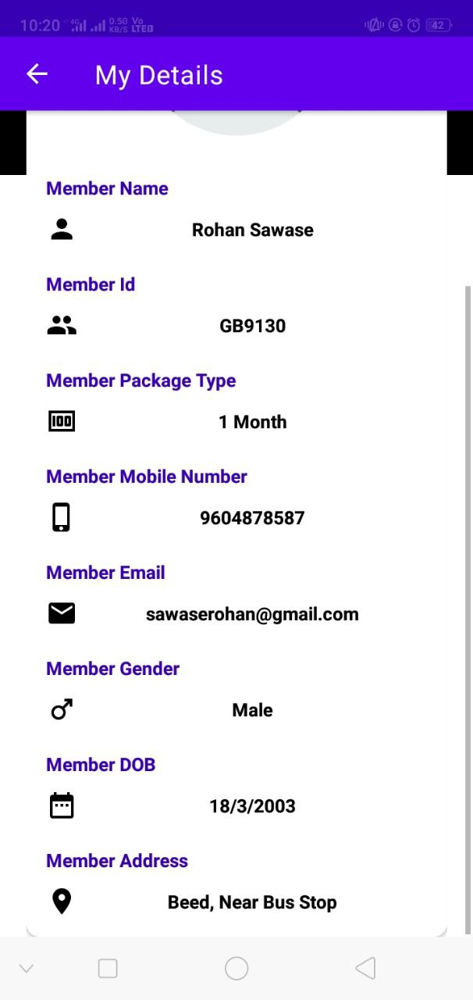 10:20 4G 0.50 KB/S Vo LTE 42
My Details
Member Name
Rohan Sawase
Member Id
GB9130
Member Package Type
100 1 Month
Member Mobile Number
9604878587
Member Email
sawaserohan@gmail.com
Member Gender
Male
Member DOB
18/3/2003
Member Address
Beed, Near Bus Stop